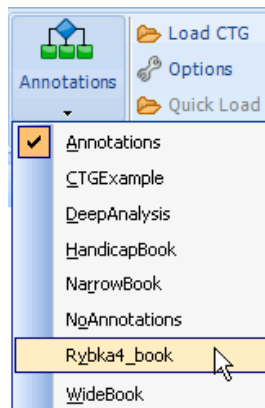 Load CTG
Annotations
Options
Quick Load
Annotations
CTGExample
DeepAnalysis
HandicapBook
NarrowBook
NoAnnotations
Rybka4_book
WideBook